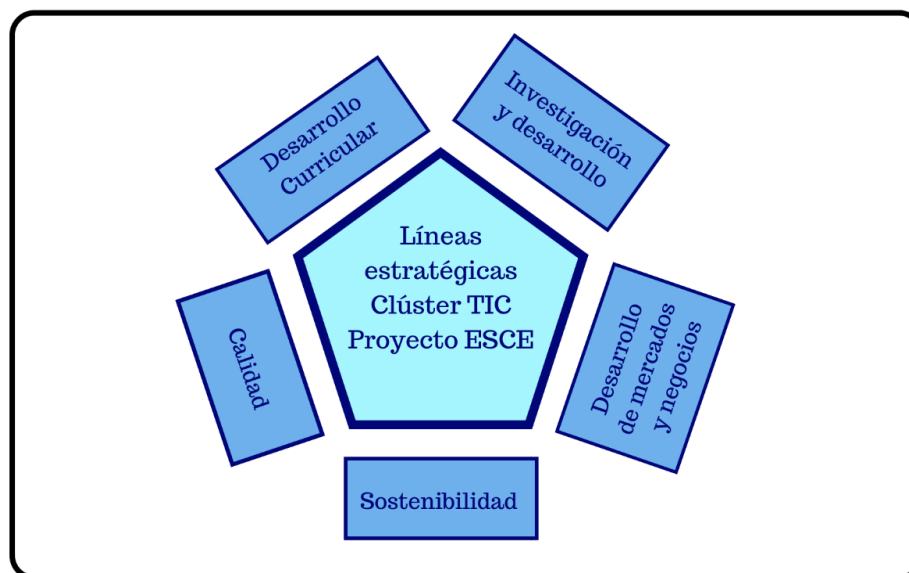 Desarrollo
Curricular
Investigación
y desarrollo
Líneas
estratégicas
Clúster TIC
Proyecto ESCE
Calidad
Desarrollo
de mercados
y negocios
Sostenibilidad